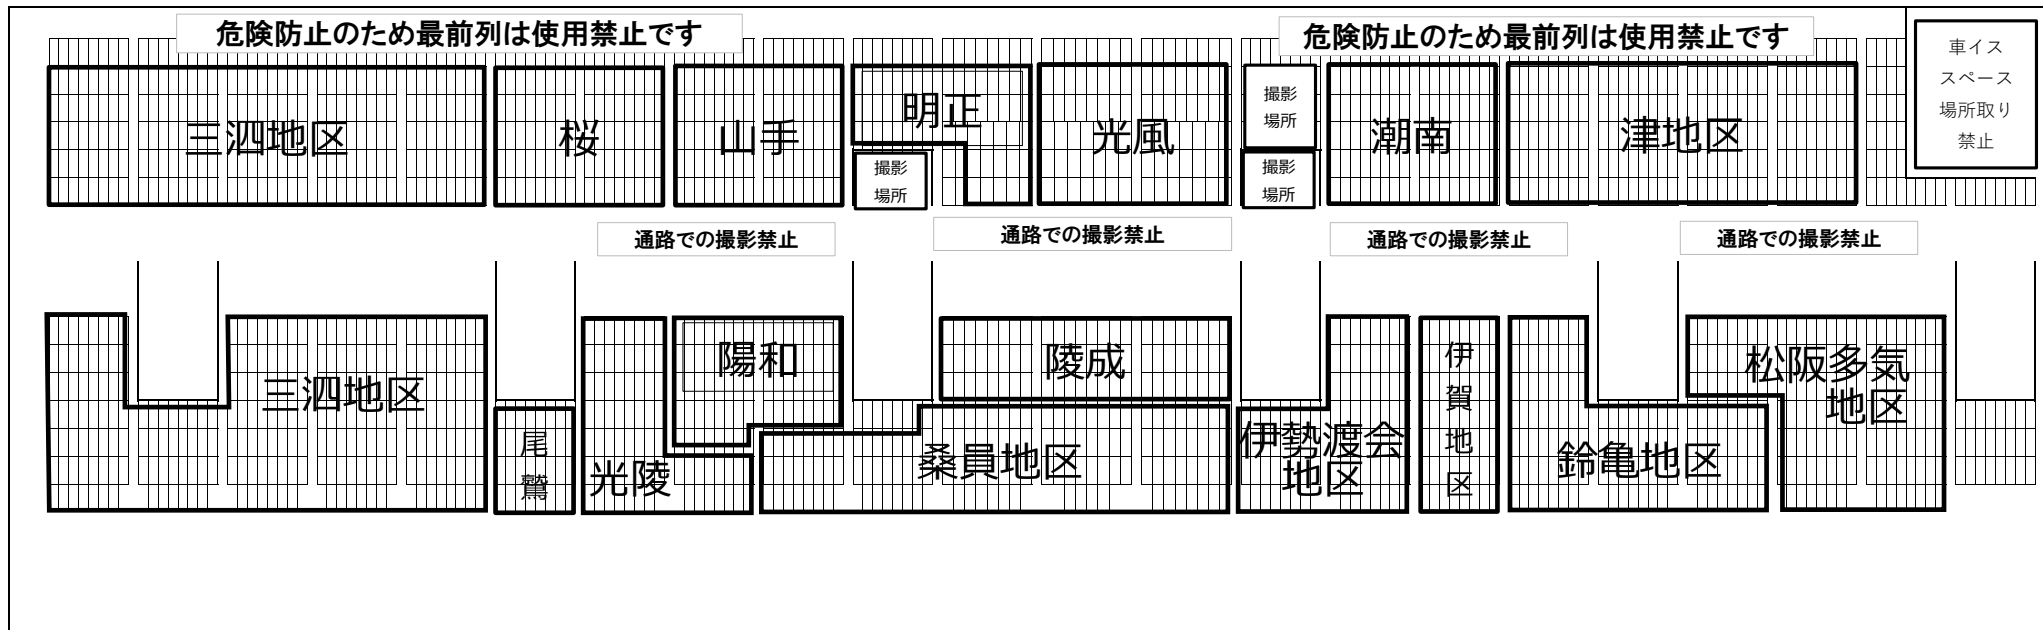 危険防止のため最前列は使用禁止です
危険防止のため最前列は使用禁止です
車イス
スペース
場所取り
禁止
三泗地区
桜
山手
明正
撮影
場所
光風
撮影
場所
撮影
場所
潮南
津地区
通路での撮影禁止
通路での撮影禁止
通路での撮影禁止
通路での撮影禁止
三泗地区
尾鷲
光陵
陽和
陵成
桑員地区
伊勢渡会
地区
伊賀地区
鈴亀地区
松阪多気
地区